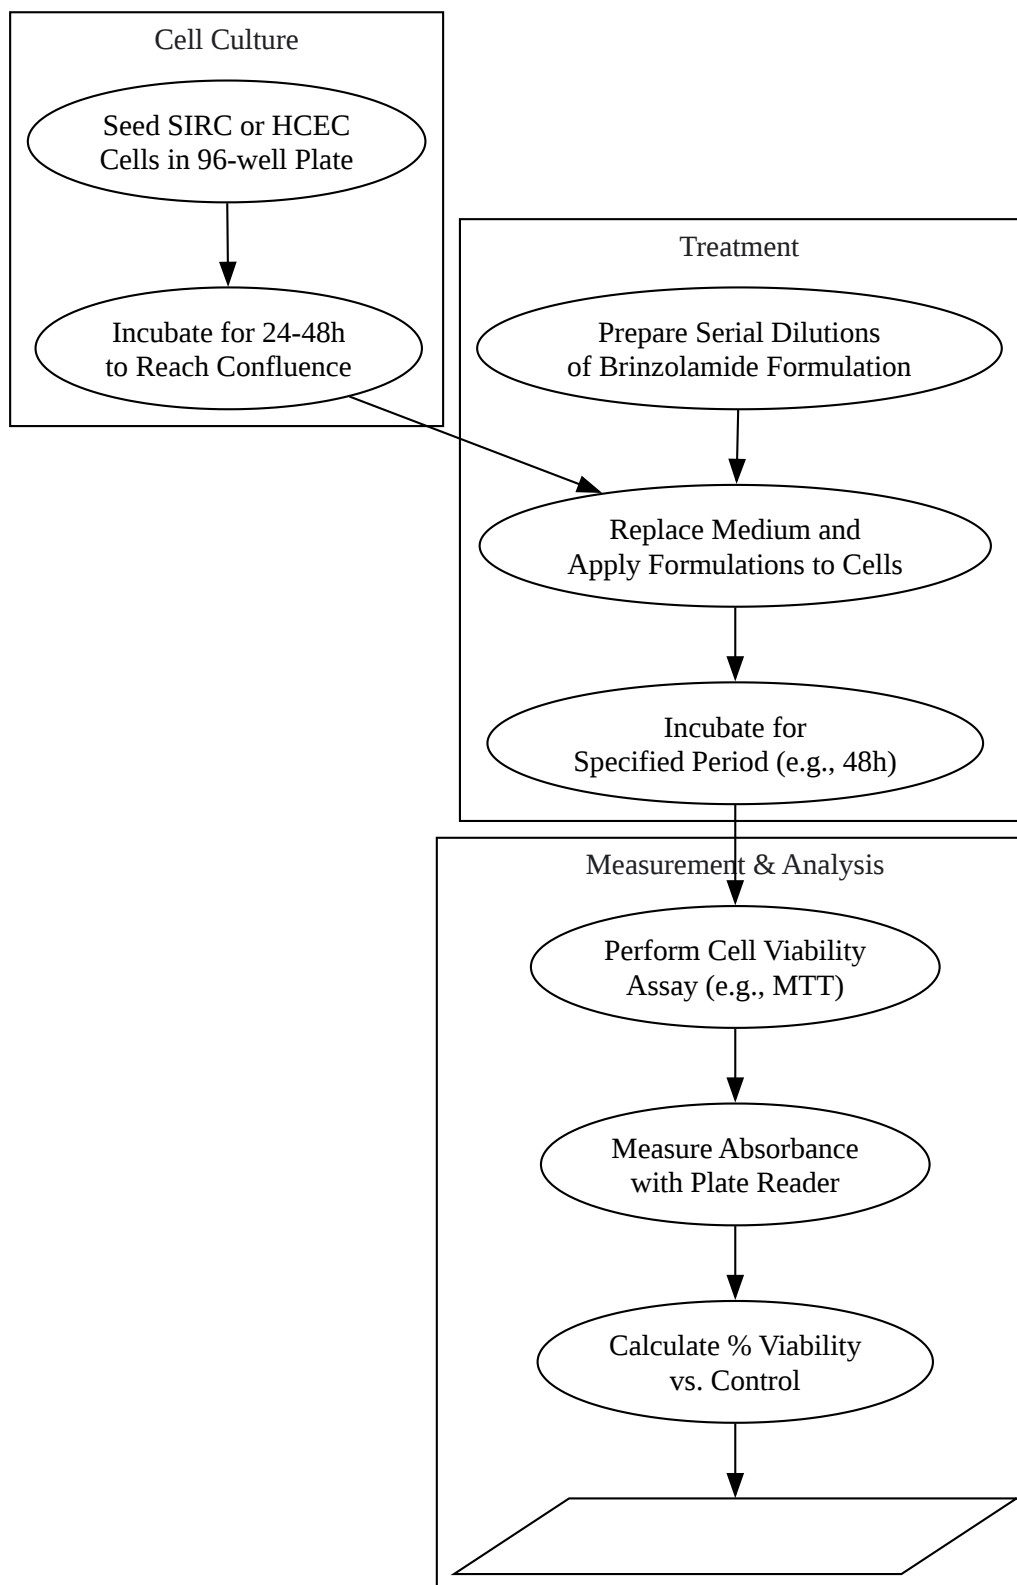 Cell Culture
Seed SIRC or HCEC
Cells in 96-well Plate
Incubate for 24-48h
to Reach Confluence
Treatment
Prepare Serial Dilutions
of Brinzolamide Formulation
Replace Medium and
Apply Formulations to Cells
Incubate for
Specified Period (e.g., 48h)
Measurement & Analysis
Perform Cell Viability
Assay (e.g., MTT)
Measure Absorbance
with Plate Reader
Calculate % Viability
vs. Control